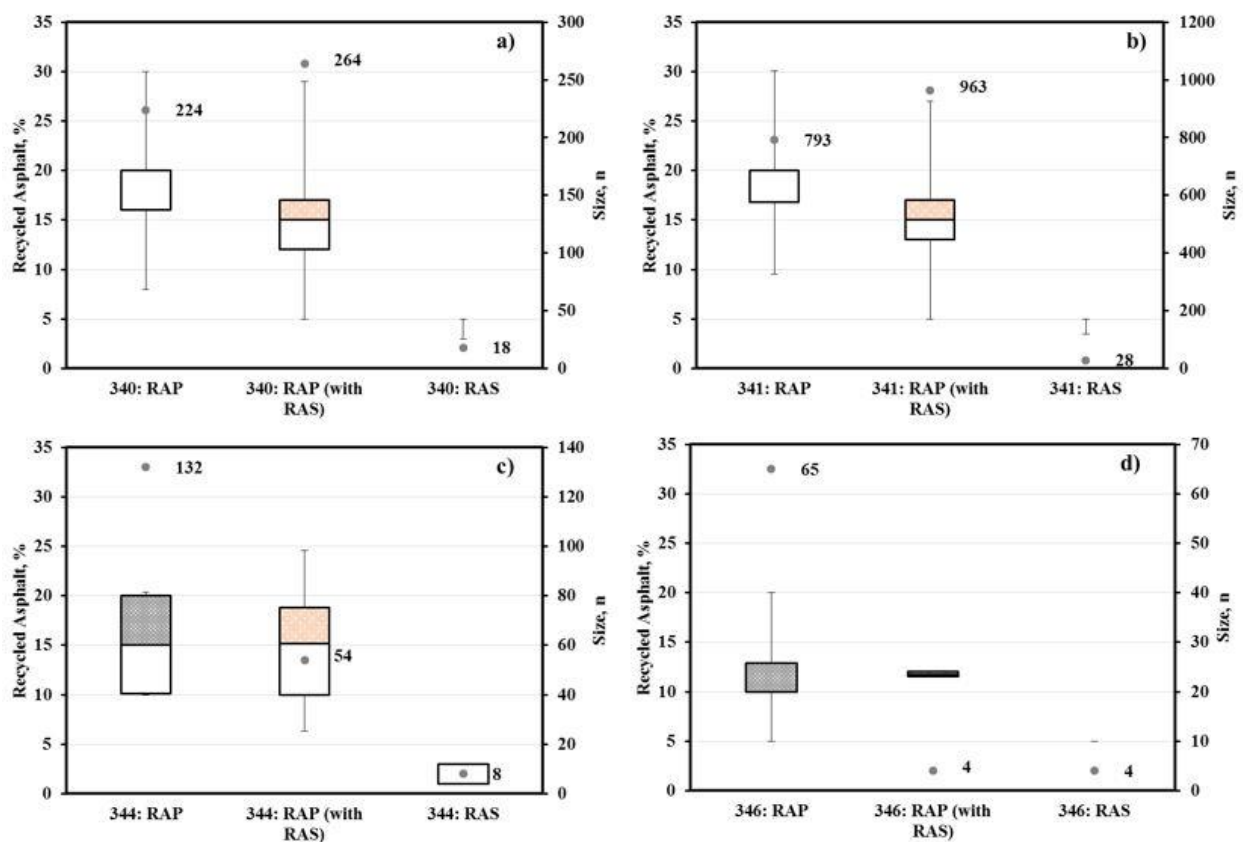 a)
35
30
25
20
15
10
5
0
Recycled Asphalt, %
300
250
200
150
100
50
0
Size, n
224
264
18
340: RAP
340: RAP (with
RAS)
340: RAS
b)
35
30
25
20
15
10
5
0
Recycled Asphalt, %
1200
1000
800
600
400
200
0
Size, n
793
963
28
341: RAP
341: RAP (with
RAS)
341: RAS
c)
35
30
25
20
15
10
5
0
Recycled Asphalt, %
140
120
100
80
60
40
20
0
Size, n
132
54
8
344: RAP
344: RAP (with
RAS)
344: RAS
d)
35
30
25
20
15
10
5
0
Recycled Asphalt, %
70
60
50
40
30
20
10
0
Size, n
65
4
4
346: RAP
346: RAP (with
RAS)
346: RAS